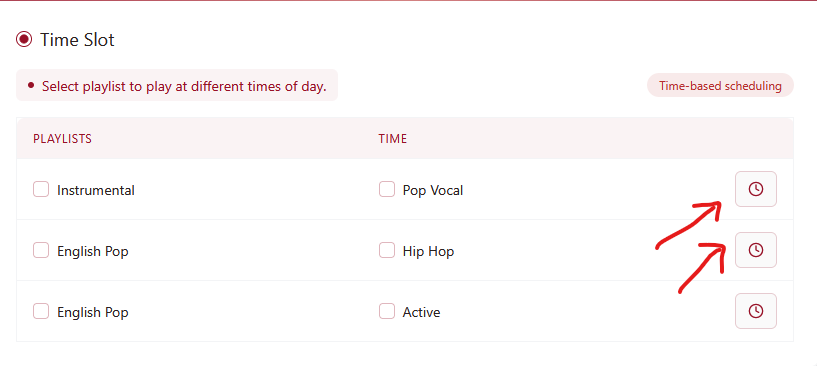 Time Slot
Select playlist to play at different times of day.
Time-based scheduling
PLAYLISTS TIME
Instrumental Pop Vocal
English Pop Hip Hop
English Pop Active